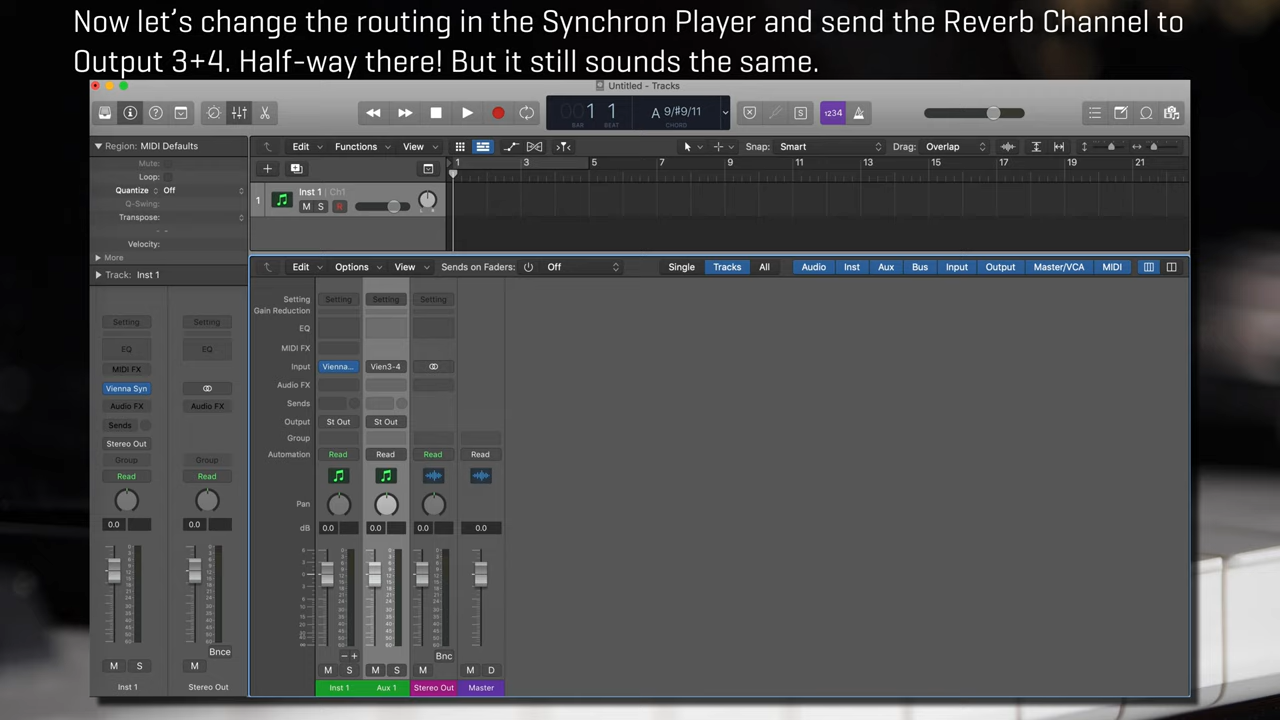 Now let's change the routing in the Synchron Player and send the Reverb Channel to
Output 3+4. Half-way there! But it still sounds the same.
Untitled - Tracks
001 1
BAR BEAT
A 9/#9/11
CHORD
1234
Region: MIDI Defaults
Mute:
Loop:
Quantize Off
Q-Swing:
Transpose:
Velocity:
More
Track: Inst 1
Edit Functions View
Snap: Smart Drag: Overlap
1 3 5 7 9 11 13 15 17 19 21
1 Inst 1 | Ch1
M S R
L R
Edit Options View Sends on Faders: Off
Single Tracks All
Audio Inst Aux Bus Input Output Master/VCA MIDI
Setting Setting
EQ EQ
MIDI FX
Vienna Syn
Audio FX Audio FX
Sends
Stereo Out
Group Group
Read Read
0.0 0.0
Bnce
M S M
Inst 1 Stereo Out
Setting Setting Setting Setting
Gain Reduction
EQ
MIDI FX
Input Vienna... Vien3-4
Audio FX
Sends
Output St Out St Out
Group
Automation Read Read Read Read
Pan
dB 0.0 0.0 0.0 0.0
Bnc
M S M S M M D
Inst 1 Aux 1 Stereo Out Master